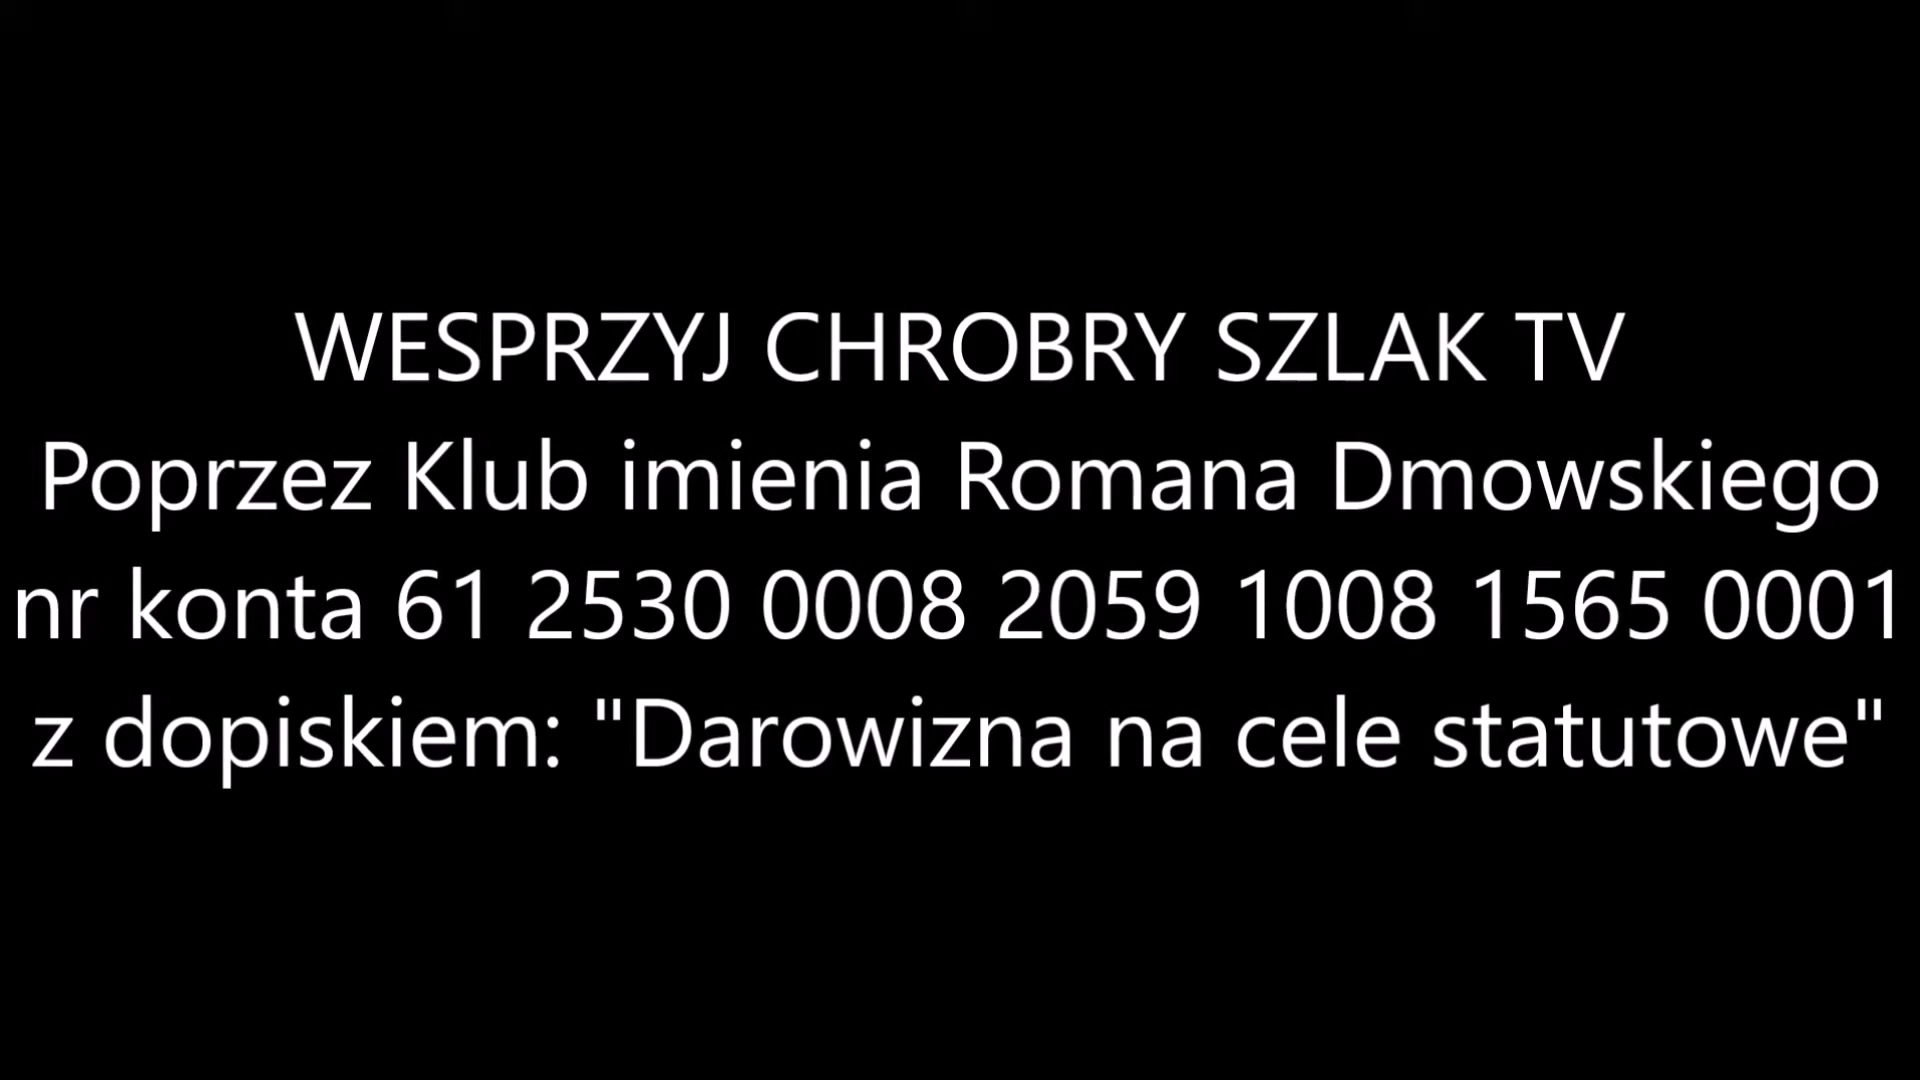 WESPRZYJ CHROBRY SZLAK TV
Poprzez Klub imienia Romana Dmowskiego
nr konta 61 2530 0008 2059 1008 1565 0001
z dopiskiem: "Darowizna na cele statutowe"